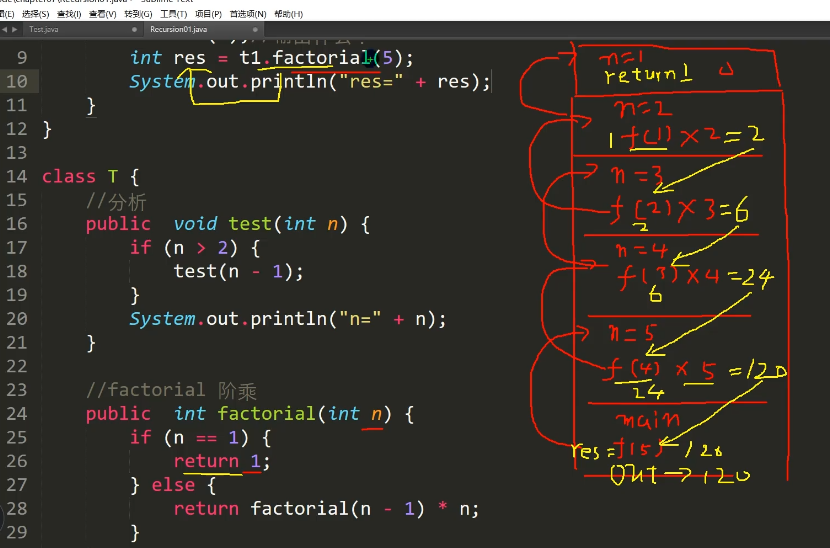 选择(S) 查找(I) 查看(V) 转到(G) 工具(T) 项目(P) 首选项(N) 帮助(H)
Test.java Recursion01.java
9 int res = t1.factorial(5);
10 System.out.println("res=" + res);
11 }
12 }
13
14 class T {
15 //分析
16 public void test(int n) {
17 if (n > 2) {
18 test(n - 1);
19 }
20 System.out.println("n=" + n);
21 }
22
23 //factorial 阶乘
24 public int factorial(int n) {
25 if (n == 1) {
26 return 1;
27 } else {
28 return factorial(n - 1) * n;
29 }
n=1
return 1
n=2
1 f(1) × 2 = 2
n=3
f(2) × 3 = 6
2
n=4
f(3) × 4 = 24
6
n=5
f(4) × 5 = 120
24
main
res = f(5) 120
out → 120